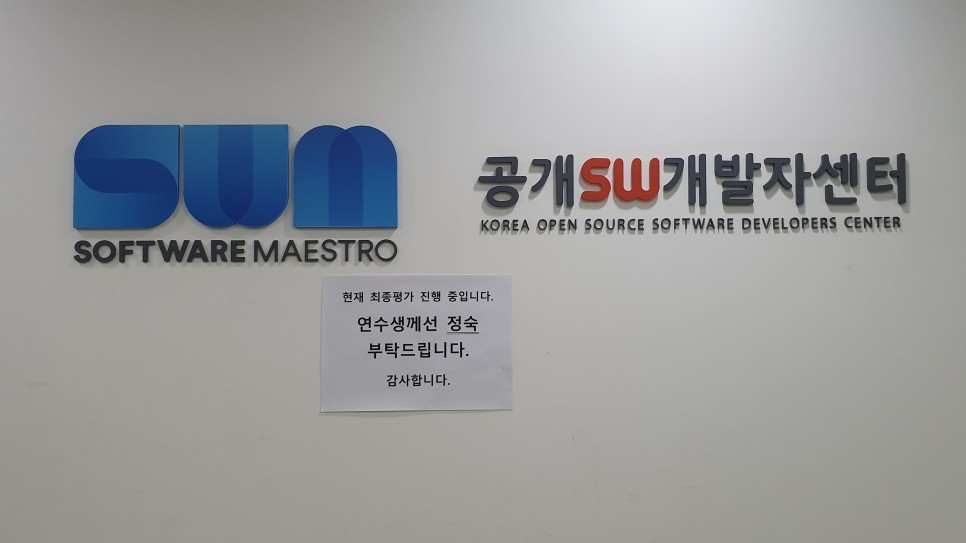 SWM
SOFTWARE MAESTRO
공개SW개발자센터
KOREA OPEN SOURCE SOFTWARE DEVELOPERS CENTER
현재 최종평가 진행 중입니다.
연수생께선 정숙
부탁드립니다.
감사합니다.